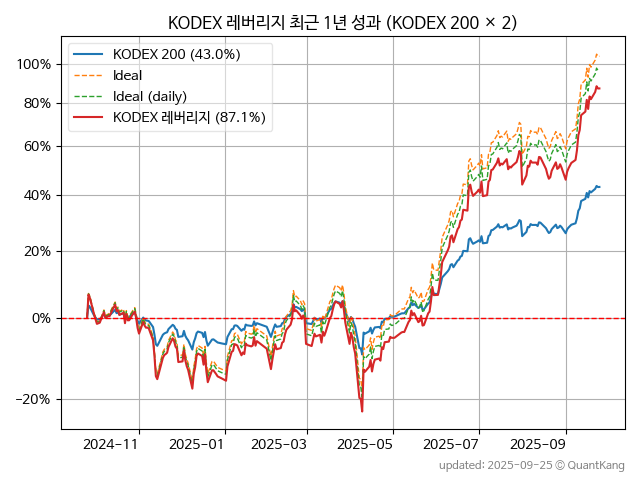 KODEX 레버리지 최근 1년 성과 (KODEX 200 × 2)
KODEX 200 (43.0%)
Ideal
Ideal (daily)
KODEX 레버리지 (87.1%)
100%
80%
60%
40%
20%
0%
−20%
2024-11 2025-01 2025-03 2025-05 2025-07 2025-09
updated: 2025-09-25 © QuantKang